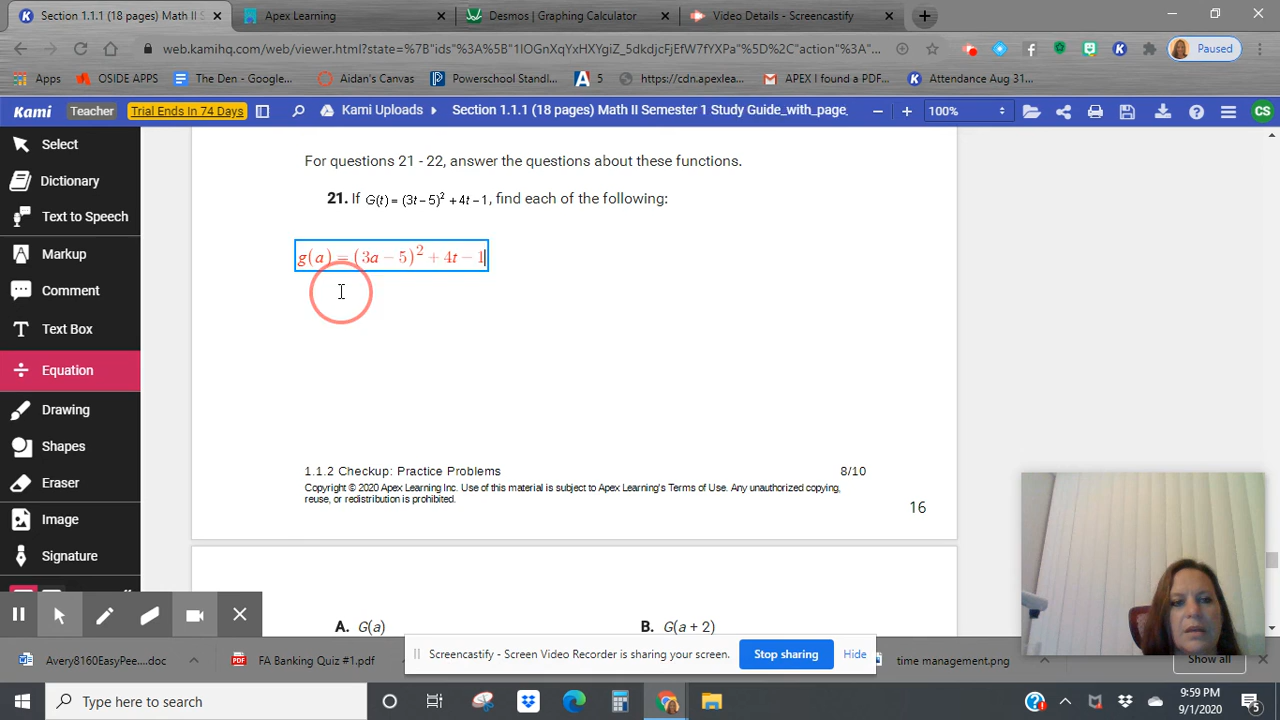 Section 1.1.1 (18 pages) Math II S
Apex Learning
Desmos | Graphing Calculator
Video Details - Screencastify
web.kamihq.com/web/viewer.html?state=%7B"ids"%3A%5B"1IOGnXqYxHXYgiZ_5dkdjcFjEfW7fYXPa"%5D%2C"action"%3A"...
Paused
Apps
OSIDE APPS
The Den - Google...
Aidan's Canvas
Powerschool Standl...
5
https://cdn.sep.pea...
APEX I found a PDF...
Attendance Aug 31...
Kami
Teacher
Trial Ends In 74 Days
Kami Uploads
Section 1.1.1 (18 pages) Math II Semester 1 Study Guide_with_page.
100%
CS
Select
Dictionary
Text to Speech
Markup
Comment
Text Box
Equation
Drawing
Shapes
Eraser
Image
Signature
For questions 21 - 22, answer the questions about these functions.
21. If G(t) = (3t – 5)² + 4t – 1, find each of the following:
g(a) = (3a − 5)² + 4t − 1
1.1.2 Checkup: Practice Problems 8/10
Copyright © 2020 Apex Learning Inc. Use of this material is subject to Apex Learning's Terms of Use. Any unauthorized copying,
reuse, or redistribution is prohibited.
16
A. G(a) B. G(a + 2)
Screencastify - Screen Video Recorder is sharing your screen.
Stop sharing
Hide
Avery8160EasyPee....doc
FA Banking Quiz #1.pdf
time management.png
Show all
Type here to search
9:59 PM
9/1/2020
5